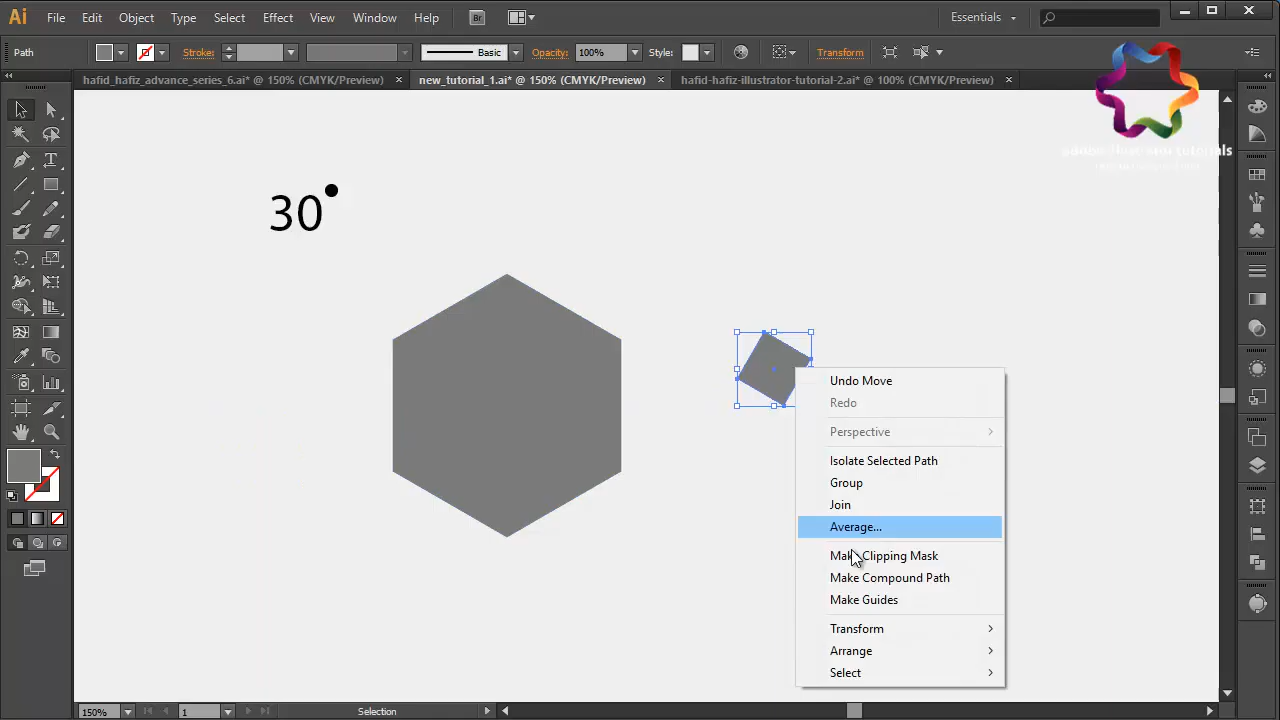 Ai File Edit Object Type Select Effect View Window Help Br Essentials
Path Stroke: Basic Opacity: 100% Style: Transform
hafid_hafiz_advance_series_6.ai* @ 150% (CMYK/Preview) × new_tutorial_1.ai* @ 150% (CMYK/Preview) × hafid-hafiz-illustrator-tutorial-2.ai* @ 100% (CMYK/Preview) ×
tutorials
30°
Undo Move
Redo
Perspective
Isolate Selected Path
Group
Join
Average...
Make Clipping Mask
Make Compound Path
Make Guides
Transform
Arrange
Select
150% 1 Selection